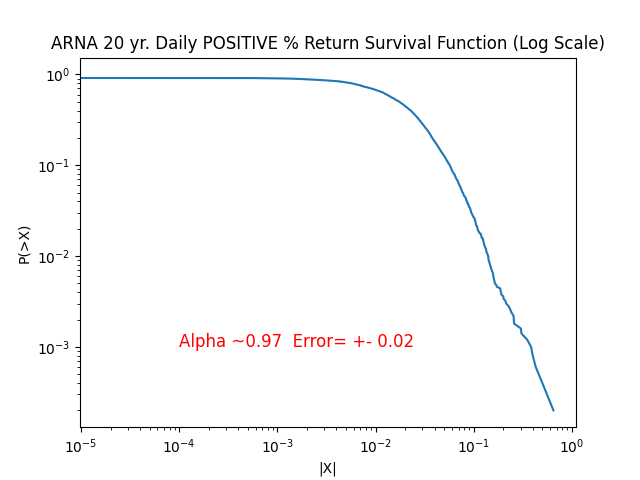 ARNA 20 yr. Daily POSITIVE % Return Survival Function (Log Scale)
10⁰
10⁻¹
10⁻²
10⁻³
P(>X)
Alpha ~0.97  Error= +- 0.02
10⁻⁵ 10⁻⁴ 10⁻³ 10⁻² 10⁻¹ 10⁰
|X|